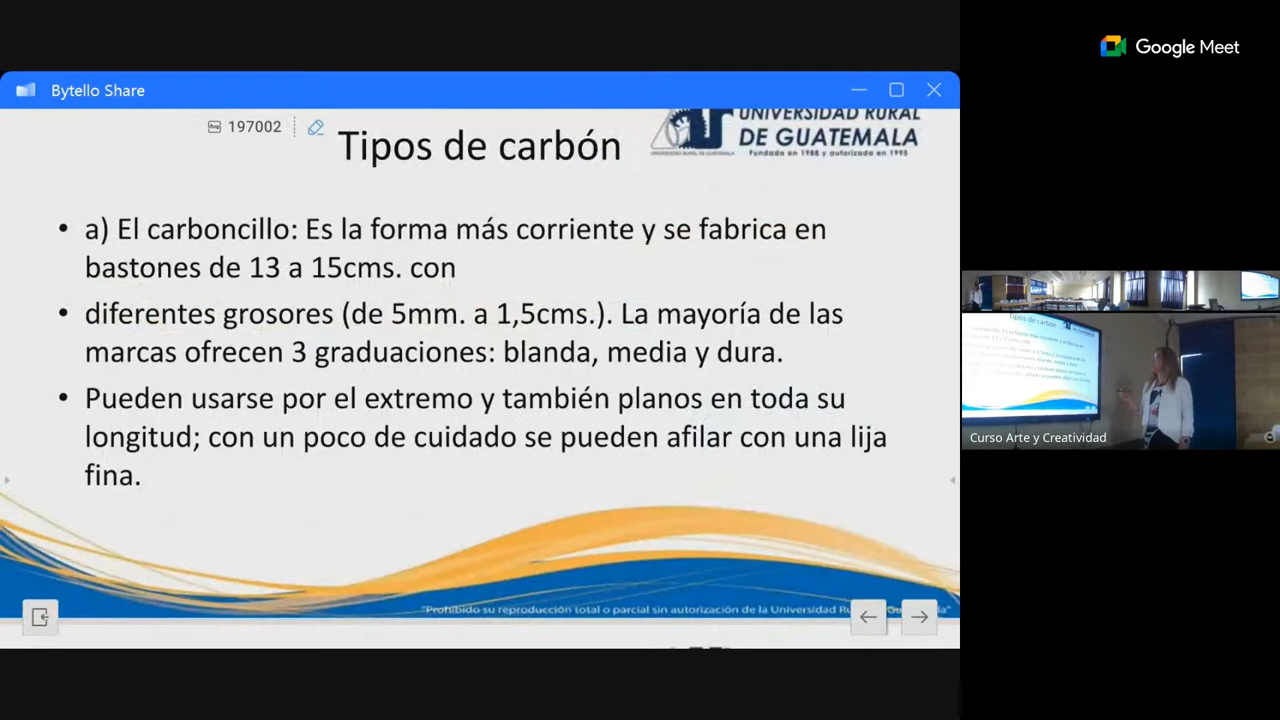 Google Meet
Bytello Share
197002
Tipos de carbón
UNIVERSIDAD RURAL
DE GUATEMALA
Fundada en 1988 y autorizada en 1995
• a) El carboncillo: Es la forma más corriente y se fabrica en
bastones de 13 a 15cms. con
• diferentes grosores (de 5mm. a 1,5cms.). La mayoría de las
marcas ofrecen 3 graduaciones: blanda, media y dura.
• Pueden usarse por el extremo y también planos en toda su
longitud; con un poco de cuidado se pueden afilar con una lija
fina.
"Prohibido su reproducción total o parcial sin autorización de la Universidad
Tipos de carbón
Curso Arte y Creatividad